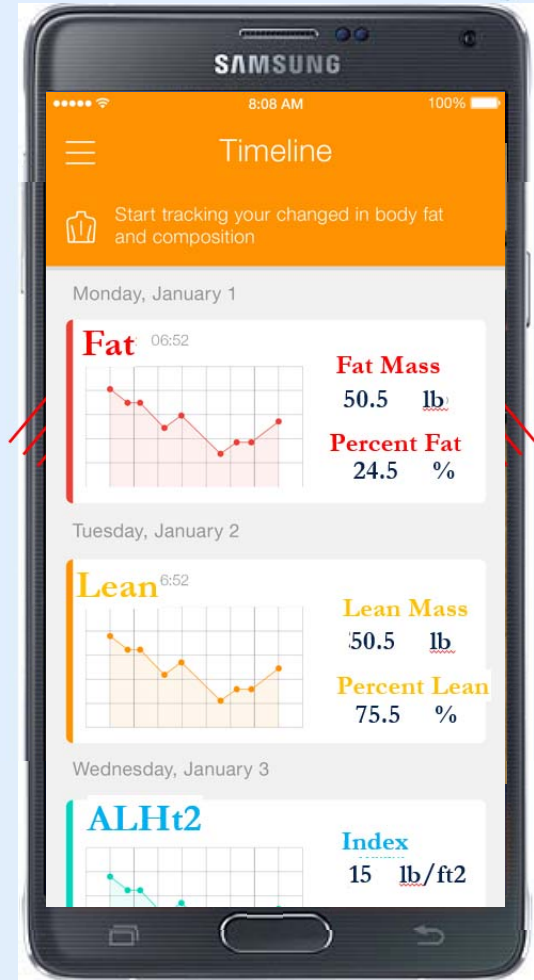 SAMSUNG
8:08 AM 100%
Timeline
Start tracking your changed in body fat
and composition
Monday, January 1
Fat 06:52
Fat Mass
50.5 lb
Percent Fat
24.5 %
Tuesday, January 2
Lean 6:52
Lean Mass
50.5 lb
Percent Lean
75.5 %
Wednesday, January 3
ALHt2
Index
15 lb/ft2